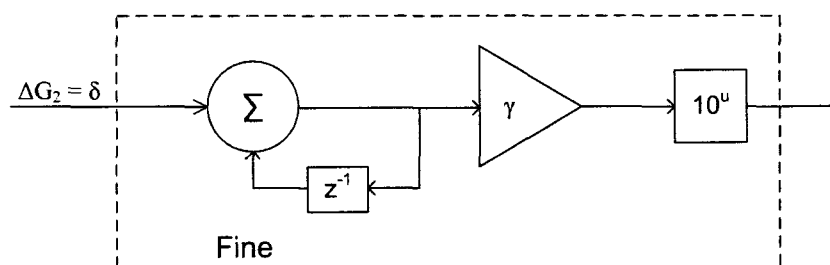 ΔG₂ = δ
Σ
γ
10ᵘ
z⁻¹
Fine